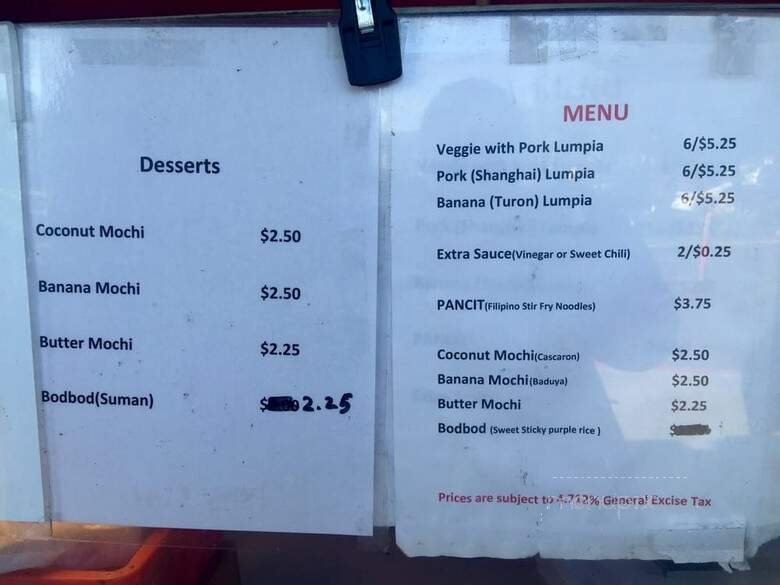 Desserts
Coconut Mochi $2.50
Banana Mochi $2.50
Butter Mochi $2.25
Bodbod(Suman) $ 2.25
MENU
Veggie with Pork Lumpia 6/$5.25
Pork (Shanghai) Lumpia 6/$5.25
Banana (Turon) Lumpia 6/$5.25
Extra Sauce(Vinegar or Sweet Chili) 2/$0.25
PANCIT(Filipino Stir Fry Noodles) $3.75
Coconut Mochi(Cascaron) $2.50
Banana Mochi(Baduya) $2.50
Butter Mochi $2.25
Bodbod (Sweet Sticky purple rice ) $
Prices are subject to 4.712% General Excise Tax